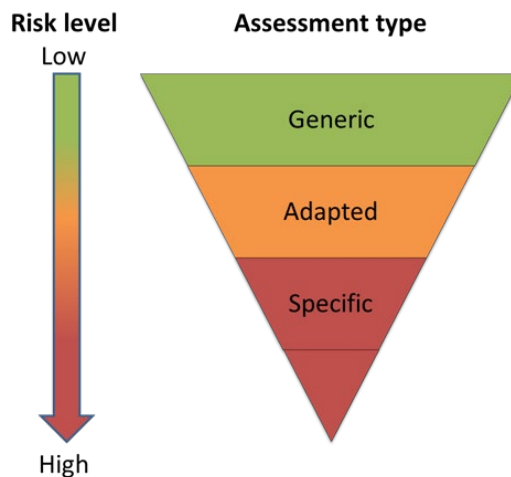 Risk level
Assessment type
Low
Generic
Adapted
Specific
High